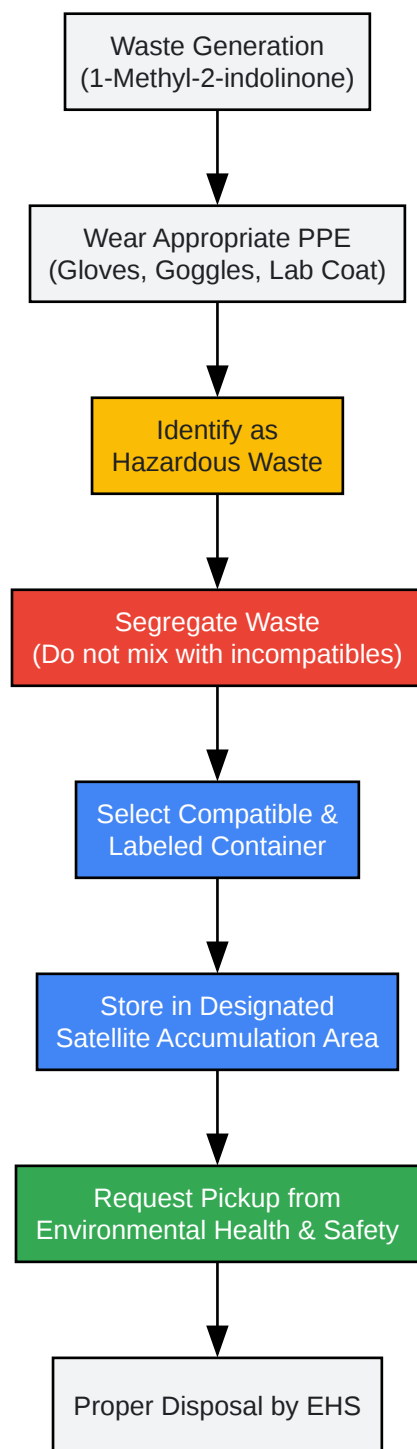 Waste Generation
(1-Methyl-2-indolinone)
Wear Appropriate PPE
(Gloves, Goggles, Lab Coat)
Identify as
Hazardous Waste
Segregate Waste
(Do not mix with incompatibles)
Select Compatible &
Labeled Container
Store in Designated
Satellite Accumulation Area
Request Pickup from
Environmental Health & Safety
Proper Disposal by EHS